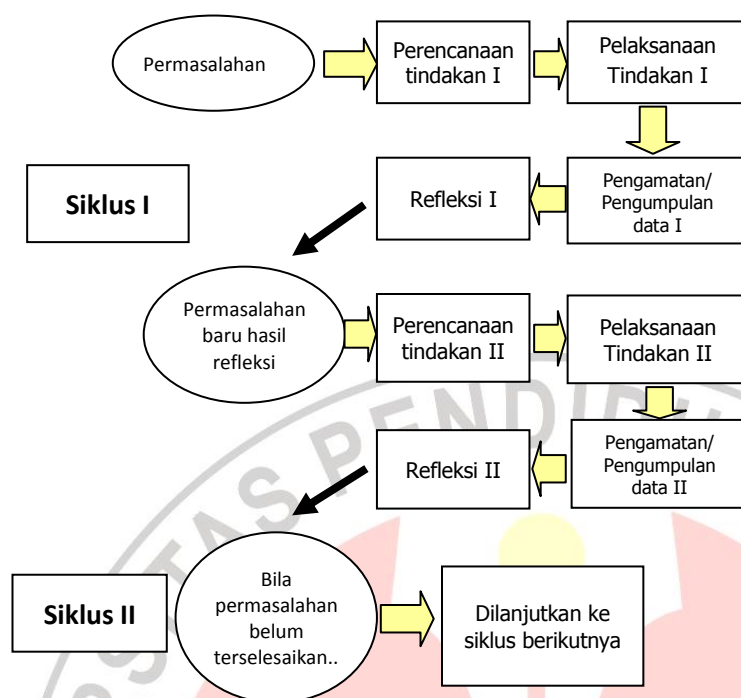 Permasalahan
Perencanaan
tindakan I
Pelaksanaan
Tindakan I
Siklus I
Refleksi I
Pengamatan/
Pengumpulan
data I
Permasalahan
baru hasil
refleksi
Perencanaan
tindakan II
Pelaksanaan
Tindakan II
Refleksi II
Pengamatan/
Pengumpulan
data II
Siklus II
Bila
permasalahan
belum
terselesaikan..
Dilanjutkan ke
siklus berikutnya